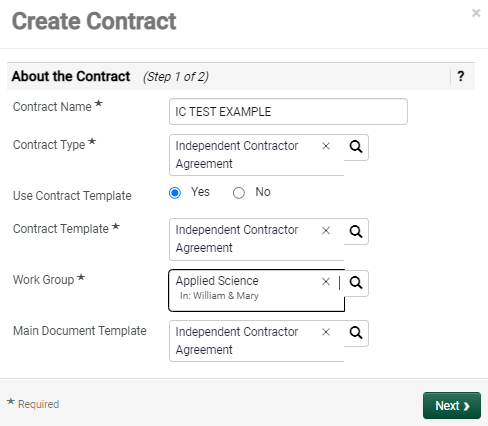 Create Contract
×
About the Contract (Step 1 of 2) ?
Contract Name ★ IC TEST EXAMPLE
Contract Type ★ Independent Contractor ×
Agreement
Use Contract Template Yes No
Contract Template ★ Independent Contractor ×
Agreement
Work Group ★ Applied Science ×
In: William & Mary
Main Document Template Independent Contractor ×
Agreement
★ Required
Next ❯